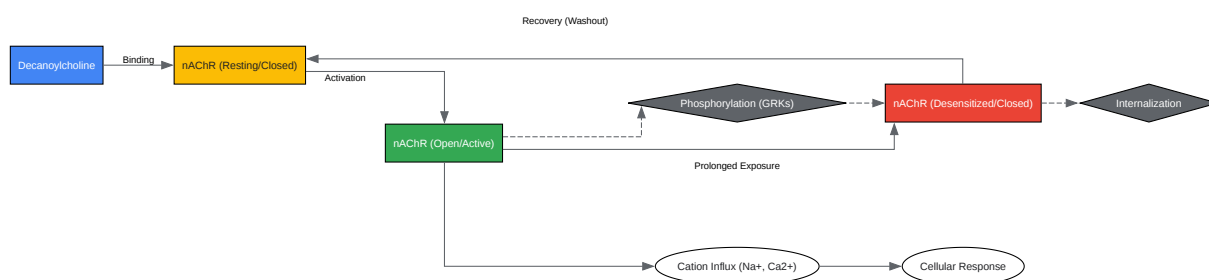 Recovery (Washout)
Decanoylcholine
Binding
nAChR (Resting/Closed)
Activation
Phosphorylation (GRKs)
nAChR (Desensitized/Closed)
Internalization
nAChR (Open/Active)
Prolonged Exposure
Cation Influx (Na+, Ca2+)
Cellular Response